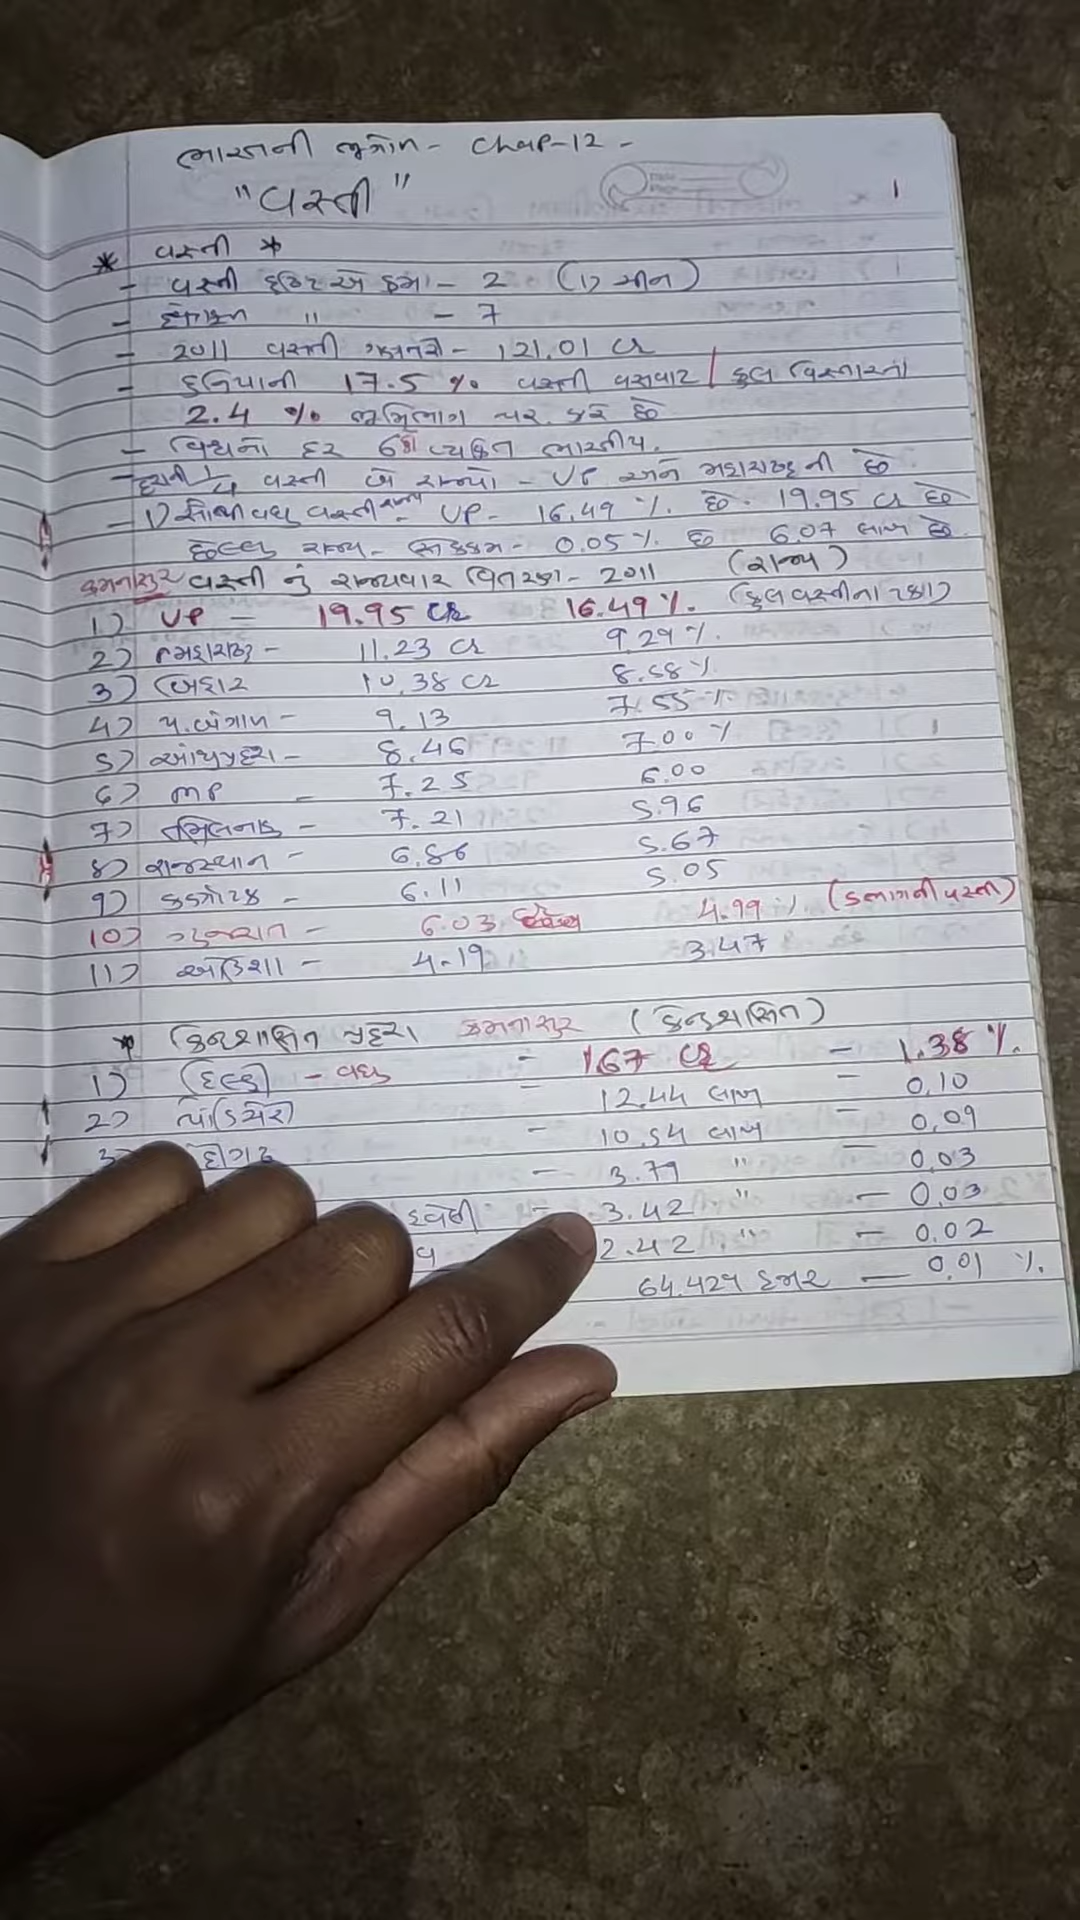 ભારતની ભૂગોળ - Chap-12 -
"વસ્તી"
1
* વસ્તી *
- વસ્તી દ્રષ્ટિએ ક્રમ - 2 (1) ચીન)
- ક્ષેત્રફળ " - 7
- 2011 વસ્તી ગણતરી - 121.01 Cr
- દુનિયાની 17.5 % વસ્તી વસવાટ / કુલ વિસ્તારના
2.4 % ભૂમિભાગ પર કરે છે
- વિશ્વનો દર 6ઠ્ઠી વ્યક્તિ ભારતીય.
- દેશની 1/4 વસ્તી બે રાજ્યો - UP અને મહારાષ્ટ્રની છે
- 1) સૌથી વધુ વસ્તી રાજ્ય - UP - 16.49 %. છે. 19.95 Cr છે
છેલ્લુ રાજ્ય - સિક્કિમ - 0.05 %. છે 6.07 લાખ છે.
ક્રમનાસુર વસ્તી નું રાજ્યવાર વિતરણ - 2011 (રાજ્ય)
1) UP - 19.95 Cr 16.49 %. (કુલ વસ્તીના ટકા)
2) મહારાષ્ટ્ર - 11.23 Cr 9.29 %.
3) બિહાર 10.38 Cr 8.58 %
4) પ.બંગાળ - 9.13 7.55 %
5) આંધ્રપ્રદેશ - 8.46 7.00 %
6) MP - 7.25 6.00
7) તમિલનાડુ - 7.21 5.96
8) રાજસ્થાન - 6.86 5.67
9) કર્ણાટક - 6.11 5.05
10) ગુજરાત - 6.03 4.99 % (દેશની વસ્તી)
11) ઓડિશા - 4.19 3.47
* કેન્દ્રશાસિત પ્રદેશ ક્રમનાસુર (કેન્દ્રશાસિત)
1) દિલ્હી - વધુ - 1.67 Cr - 1.38 %.
2) પોંડિચેરી - 12.44 લાખ - 0.10
3) - 10.54 લાખ - 0.09
- 3.79 " - 0.03
હવેલી - 3.42 " - 0.03
2.42 " - 0.02
64.429 હજાર - 0.01 %.